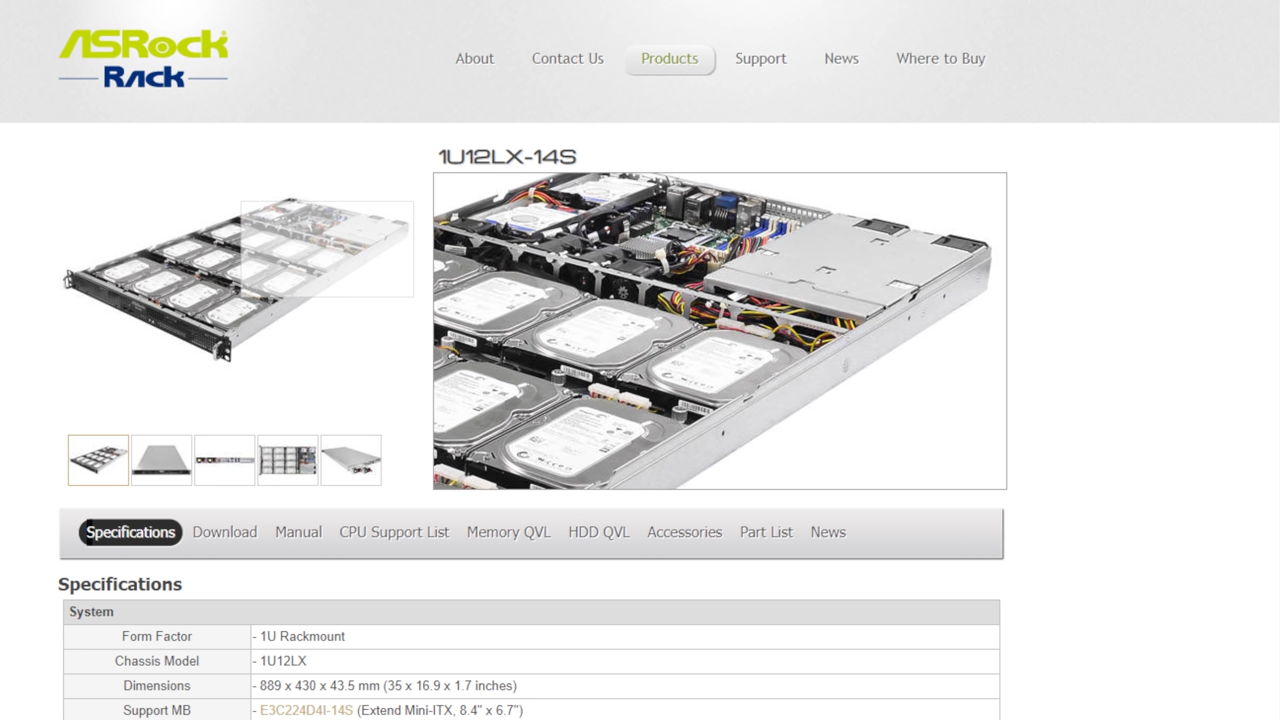 ASRock
Rack
About Contact Us Products Support News Where to Buy
1U12LX-14S
Specifications Download Manual CPU Support List Memory QVL HDD QVL Accessories Part List News
Specifications
System
Form Factor - 1U Rackmount
Chassis Model - 1U12LX
Dimensions - 889 x 430 x 43.5 mm (35 x 16.9 x 1.7 inches)
Support MB - E3C224D4I-14S (Extend Mini-ITX, 8.4" x 6.7")